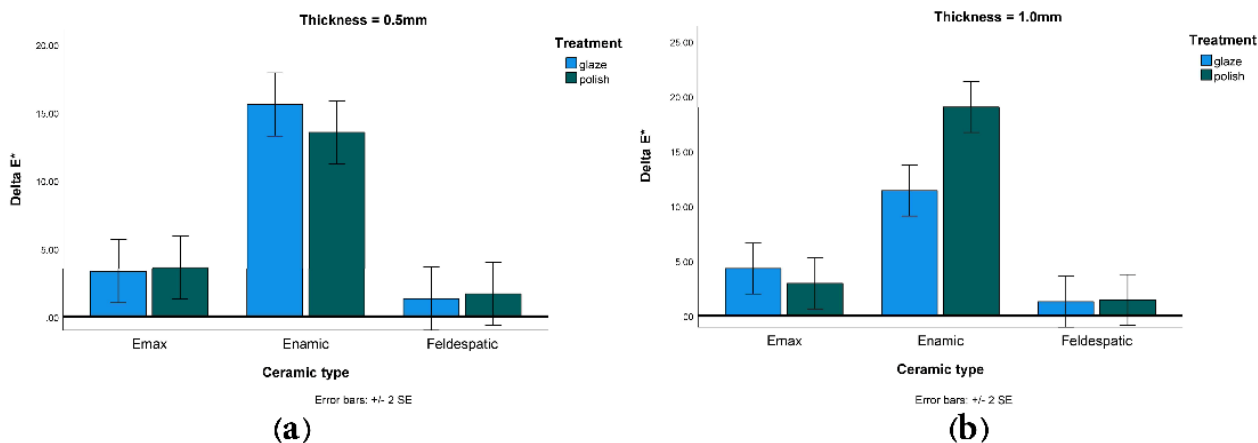 Thickness = 0.5mm
Treatment
glaze
polish
Delta E*
20.00
15.00
10.00
5.00
.00
Emax Enamic Feldespatic
Ceramic type
Error bars: +/- 2 SE
(a)
Thickness = 1.0mm
Treatment
glaze
polish
Delta E*
25.00
20.00
15.00
10.00
5.00
.00
Emax Enamic Feldespatic
Ceramic type
Error bars: +/- 2 SE
(b)